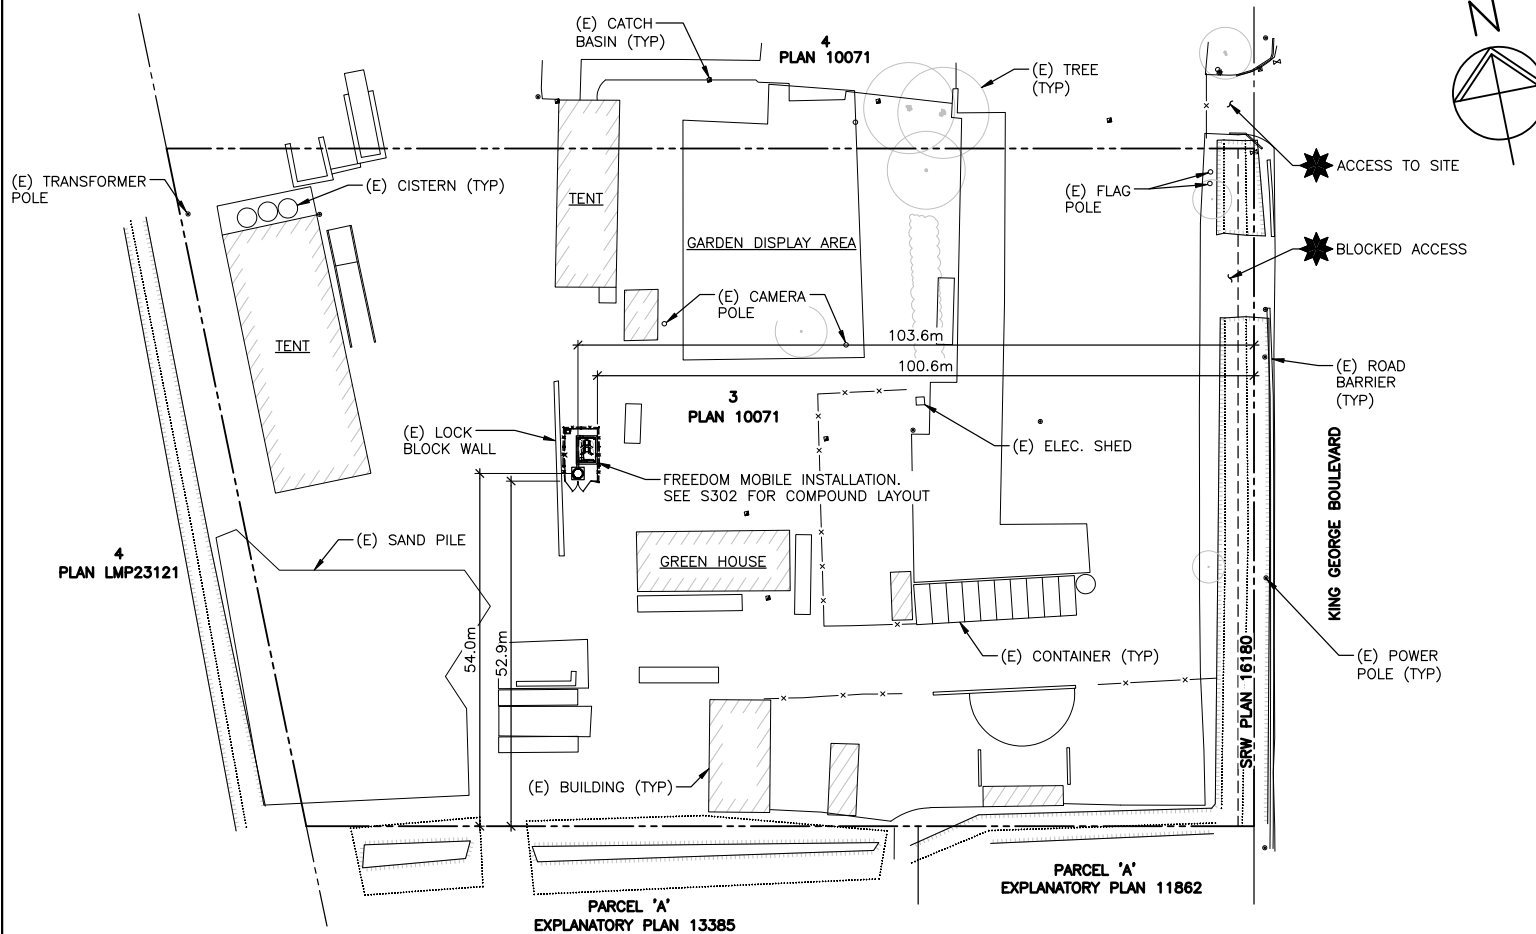 (E) CATCH
BASIN (TYP)
4
PLAN 10071
N
(E) TREE
(TYP)
(E) TRANSFORMER
POLE
(E) CISTERN (TYP)
TENT
(E) FLAG
POLE
ACCESS TO SITE
GARDEN DISPLAY AREA
BLOCKED ACCESS
(E) CAMERA
POLE
TENT
103.6m
100.6m
(E) ROAD
BARRIER
(TYP)
3
PLAN 10071
(E) LOCK
BLOCK WALL
(E) ELEC. SHED
FREEDOM MOBILE INSTALLATION.
SEE S302 FOR COMPOUND LAYOUT
KING GEORGE BOULEVARD
(E) SAND PILE
4
PLAN LMP23121
GREEN HOUSE
54.0m
52.9m
(E) CONTAINER (TYP)
SRW PLAN 16180
(E) POWER
POLE (TYP)
(E) BUILDING (TYP)
PARCEL 'A'
EXPLANATORY PLAN 11862
PARCEL 'A'
EXPLANATORY PLAN 13385